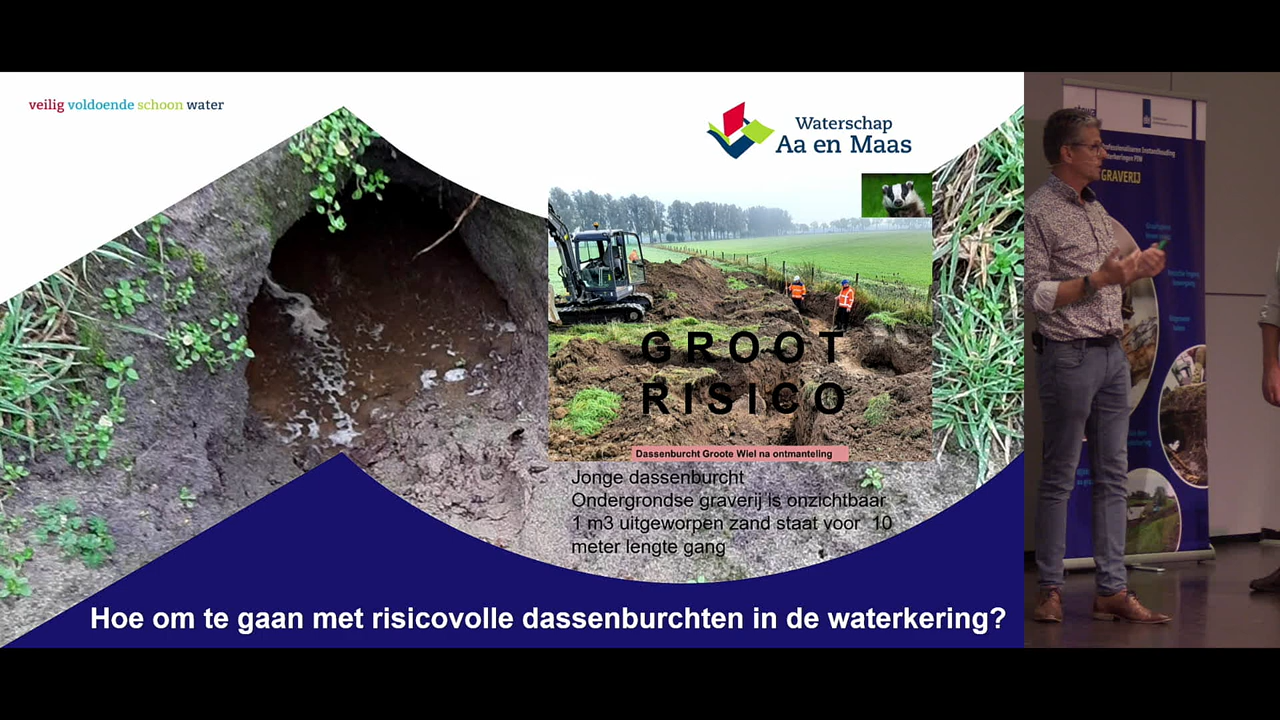 veilig voldoende schoon water
Waterschap
Aa en Maas
GROOT
RISICO
Dassenburcht Groote Wiel na ontmanteling
Jonge dassenburcht
Ondergrondse graverij is onzichtbaar
1 m3 uitgeworpen zand staat voor 10
meter lengte gang
Hoe om te gaan met risicovolle dassenburchten in de waterkering?
GRAVERIJ